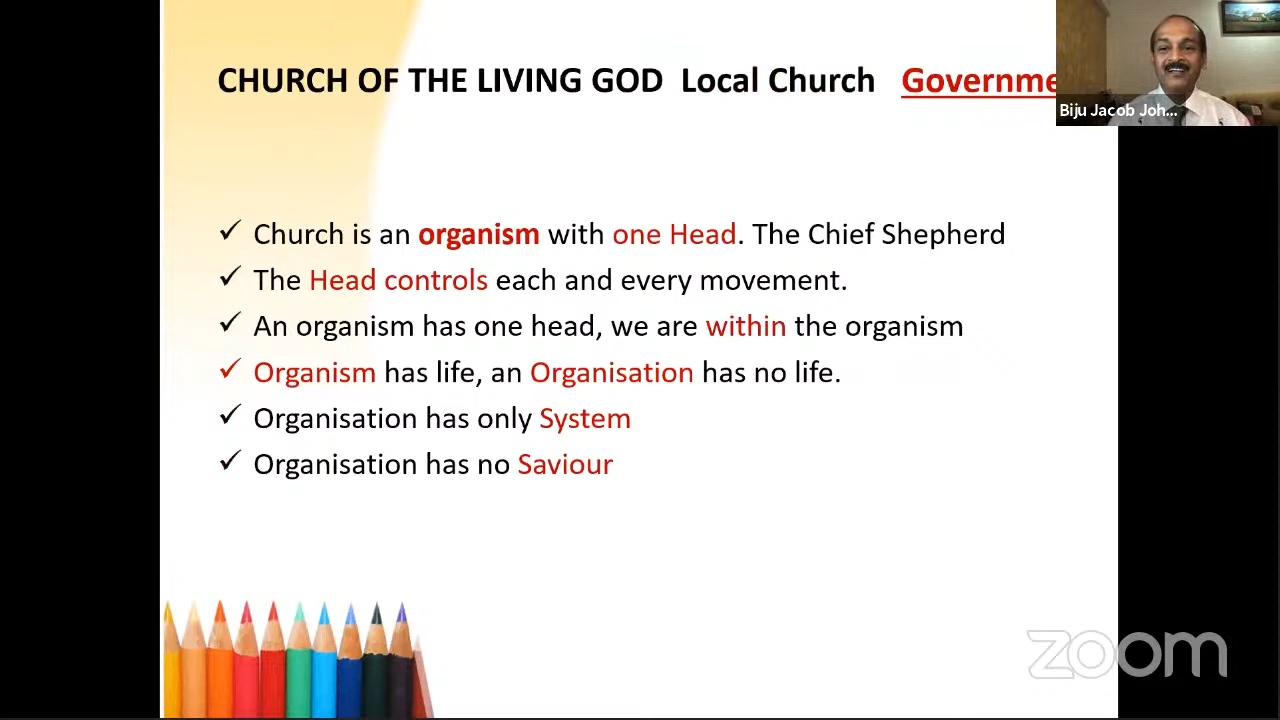 CHURCH OF THE LIVING GOD Local Church Governme
Biju Jacob Joh...
✓ Church is an organism with one Head. The Chief Shepherd
✓ The Head controls each and every movement.
✓ An organism has one head, we are within the organism
✓ Organism has life, an Organisation has no life.
✓ Organisation has only System
✓ Organisation has no Saviour
zoom